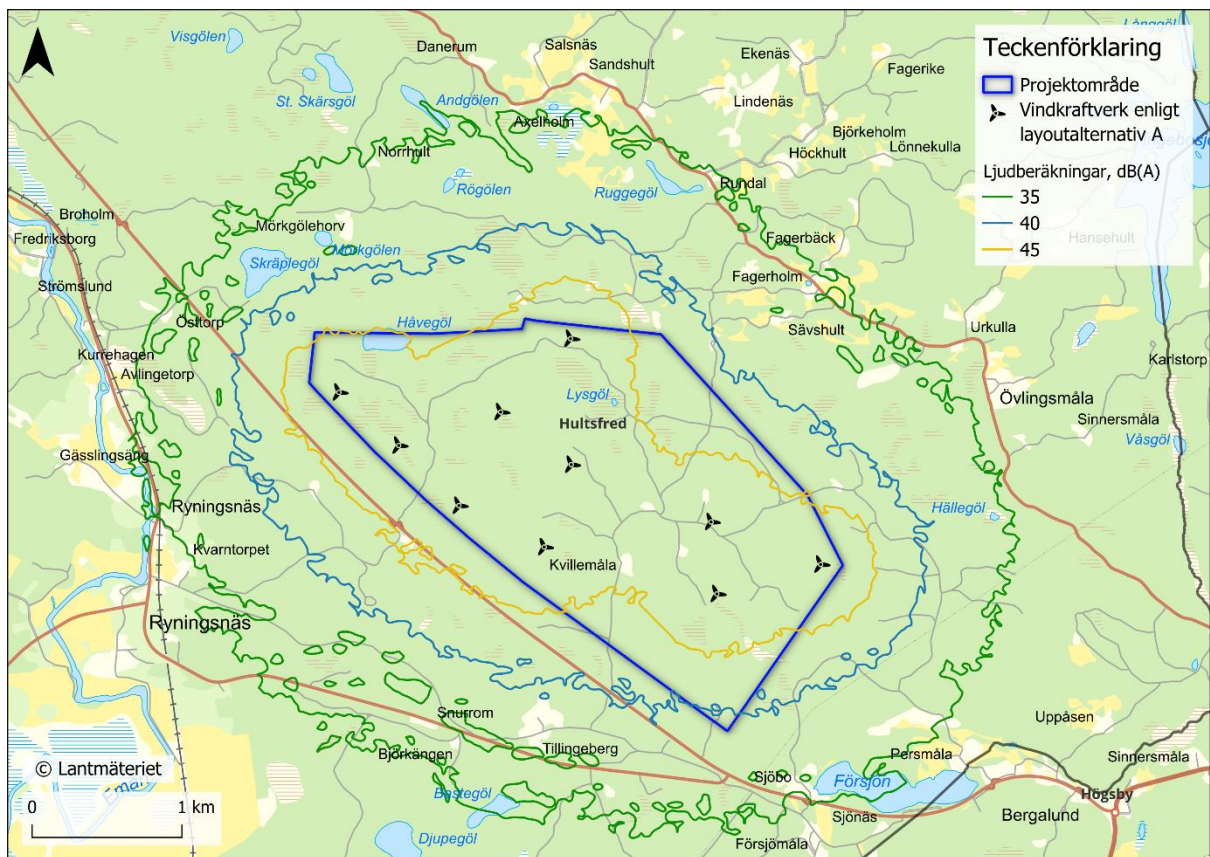 Teckenförklaring
Projektområde
Vindkraftverk enligt
layoutalternativ A
Ljudberäkningar, dB(A)
35
40
45
Visgölen
Danerum
Salsnäs
Sandshult
Ekenäs
Fagerike
Långgöl
St. Skärsgöl
Andgölen
Lindenäs
Axelholm
Björkeholm
Lönnekulla
Höckhult
Norrhult
Rögölen
Ruggegöl
Rundal
Broholm
Fredriksborg
Mörkgölehorv
Mörkgölen
Skräplegöl
Fagerbäck
Hansehult
Strömslund
Fagerholm
Östtorp
Håvegöl
Sävshult
Urkulla
Kurrehagen
Avlingetorp
Karlstorp
Lysgöl
Hultsfred
Övlingsmåla
Sinnersmåla
Våsgöl
Gässlingsäng
Ryningsnäs
Hällegöl
Kvarntorpet
Kvillemåla
Ryningsnäs
Snurrom
Uppåsen
Björkängen
Tillingeberg
Persmåla
Sinnersmåla
© Lantmäteriet
Sjöbo
Försjön
Högsby
0
1 km
Bastegöl
Sjönäs
Bergalund
Djupegöl
Försjömåla